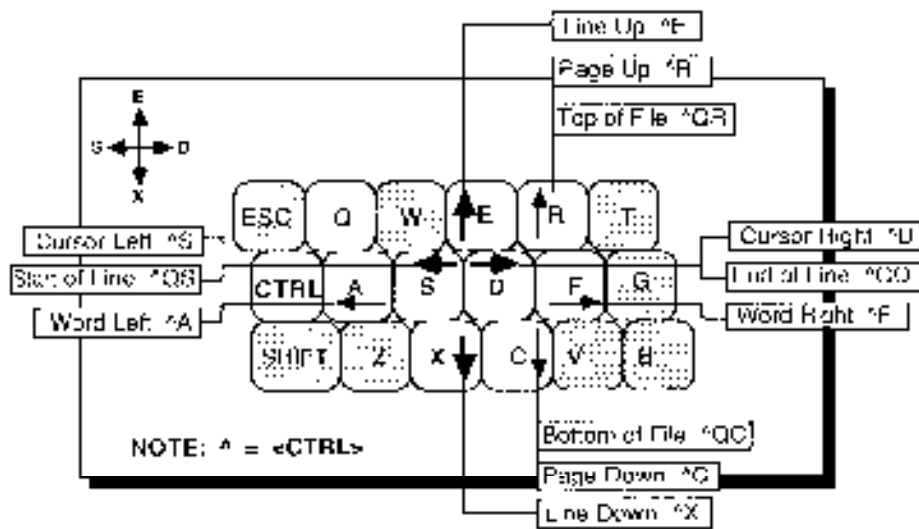 Line Up ^E
Page Up ^R
Top of File ^QR
E
S D
X
ESC Q W E R T
Cursor Left ^S
Cursor Right ^D
Start of Line ^QS
End of Line ^QD
CTRL A S D F G
Word Left ^A
Word Right ^F
SHIFT Z X C V B
NOTE: ^ = <CTRL>
Bottom of File ^QC
Page Down ^C
Line Down ^X